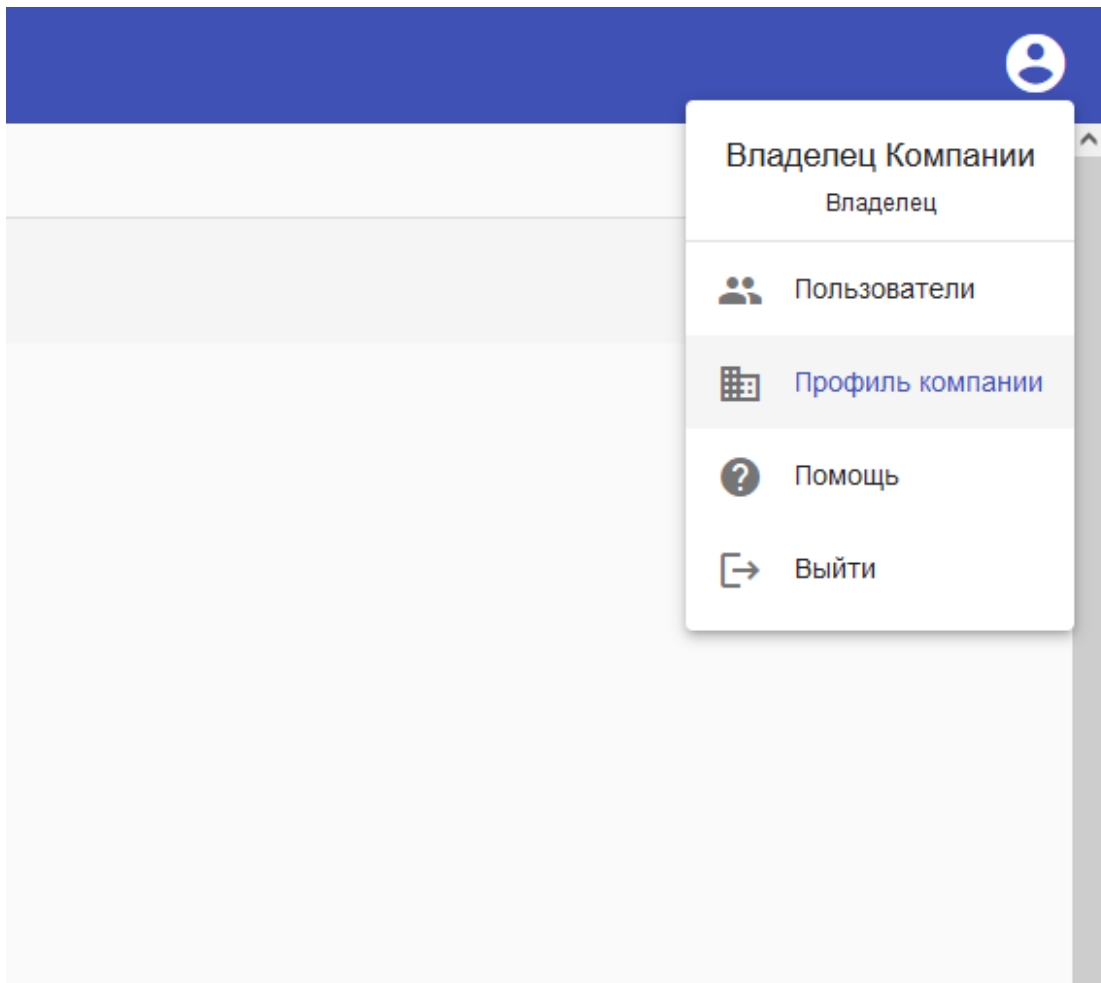 Владелец Компании
Владелец
Пользователи
Профиль компании
Помощь
Выйти